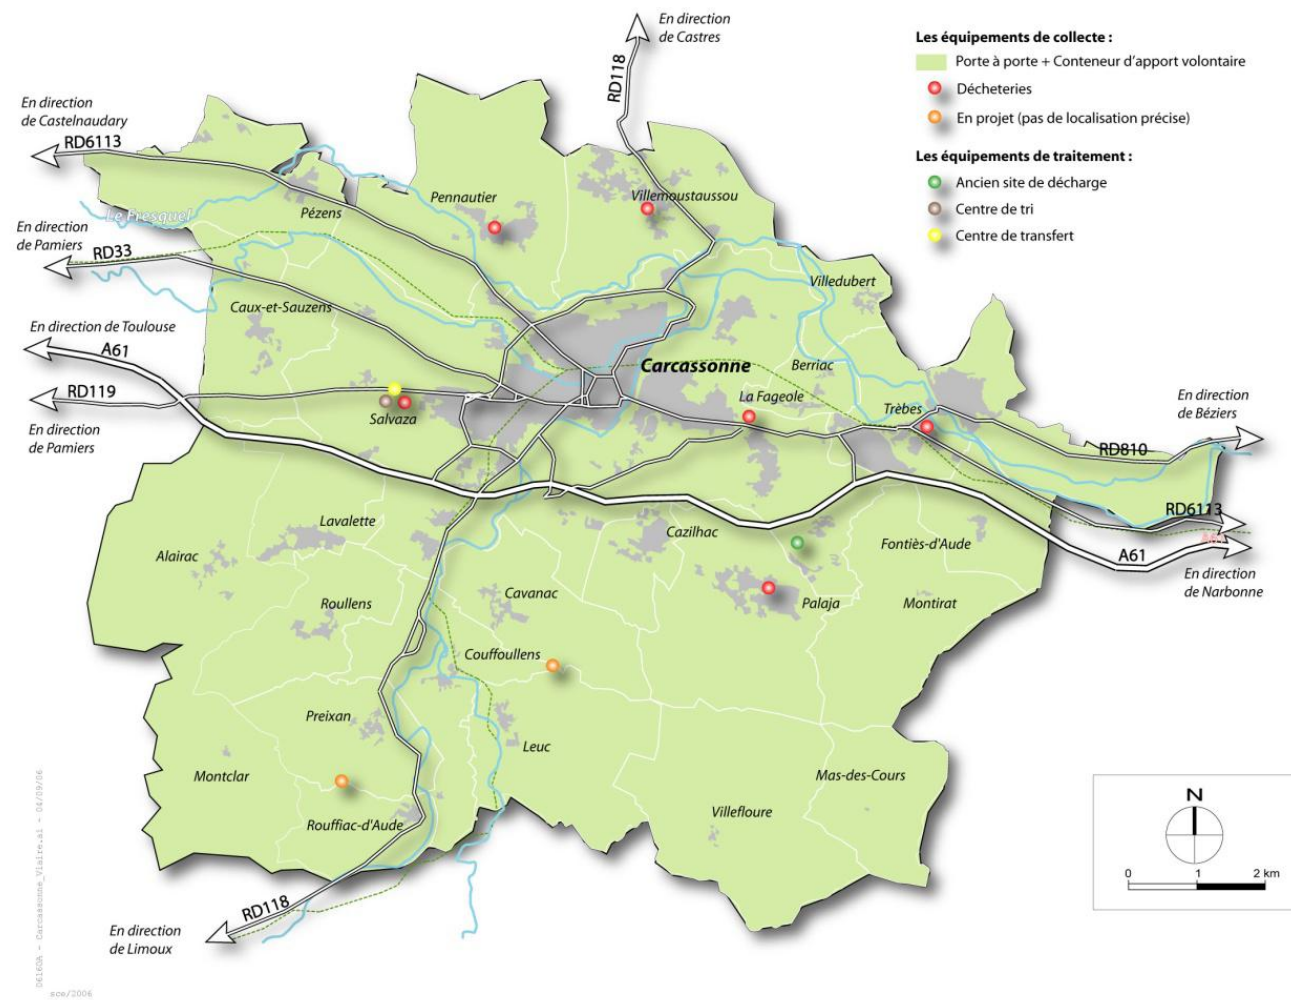 En direction
de Castres
RD118
Les équipements de collecte :
Porte à porte + Conteneur d'apport volontaire
Décheteries
En projet (pas de localisation précise)
Les équipements de traitement :
Ancien site de décharge
Centre de tri
Centre de transfert
En direction
de Castelnaudary
RD6113
Le Fresquel
Pézens
Pennautier
Villemoustaussou
En direction
de Pamiers
RD33
Villedubert
Caux-et-Sauzens
En direction de Toulouse
A61
Carcassonne
Berriac
RD119
La Fageole
Trèbes
Salvaza
En direction
de Pamiers
En direction
de Béziers
RD810
RD6113
Lavalette
Cazilhac
Alairac
Fontiès-d'Aude
A61
En direction
de Narbonne
Cavanac
Roullens
Palaja
Montirat
Couffoulens
Preixan
Leuc
Montclar
Mas-des-Cours
Villefloure
Rouffiac-d'Aude
RD118
En direction
de Limoux
N
0 1 2 km
sce/2006